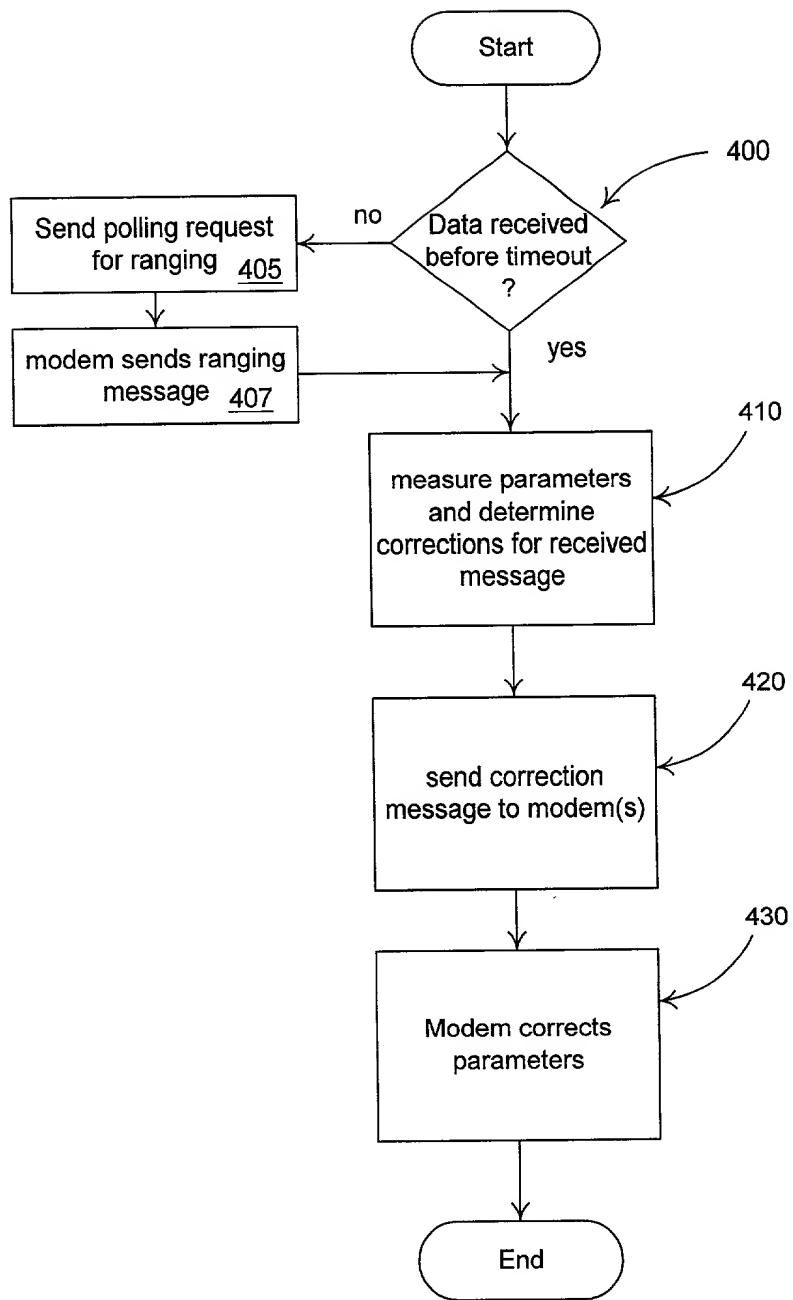 Start
400
Data received
before timeout
?
no
yes
Send polling request
for ranging 405
modem sends ranging
message 407
410
measure parameters
and determine
corrections for received
message
420
send correction
message to modem(s)
430
Modem corrects
parameters
End